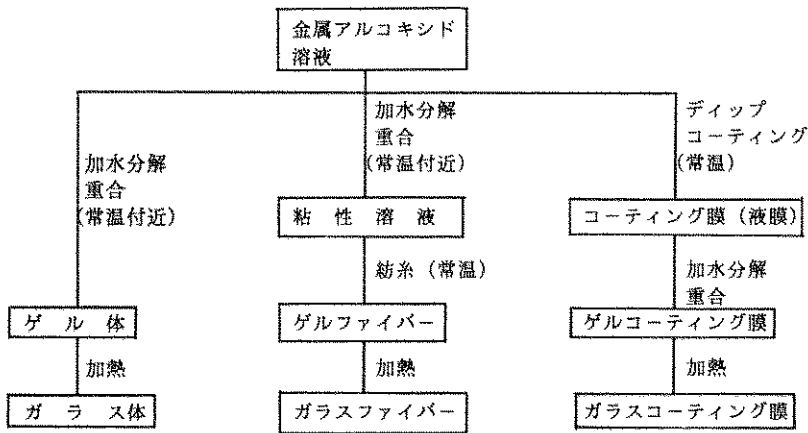 金属アルコキシド
溶液
加水分解
重合
(常温付近)
加水分解
重合
(常温付近)
ディップ
コーティング
(常温)
粘性溶液
コーティング膜(液膜)
紡糸(常温)
加水分解
重合
ゲル体
ゲルファイバー
ゲルコーティング膜
加熱
加熱
加熱
ガラス体
ガラスファイバー
ガラスコーティング膜